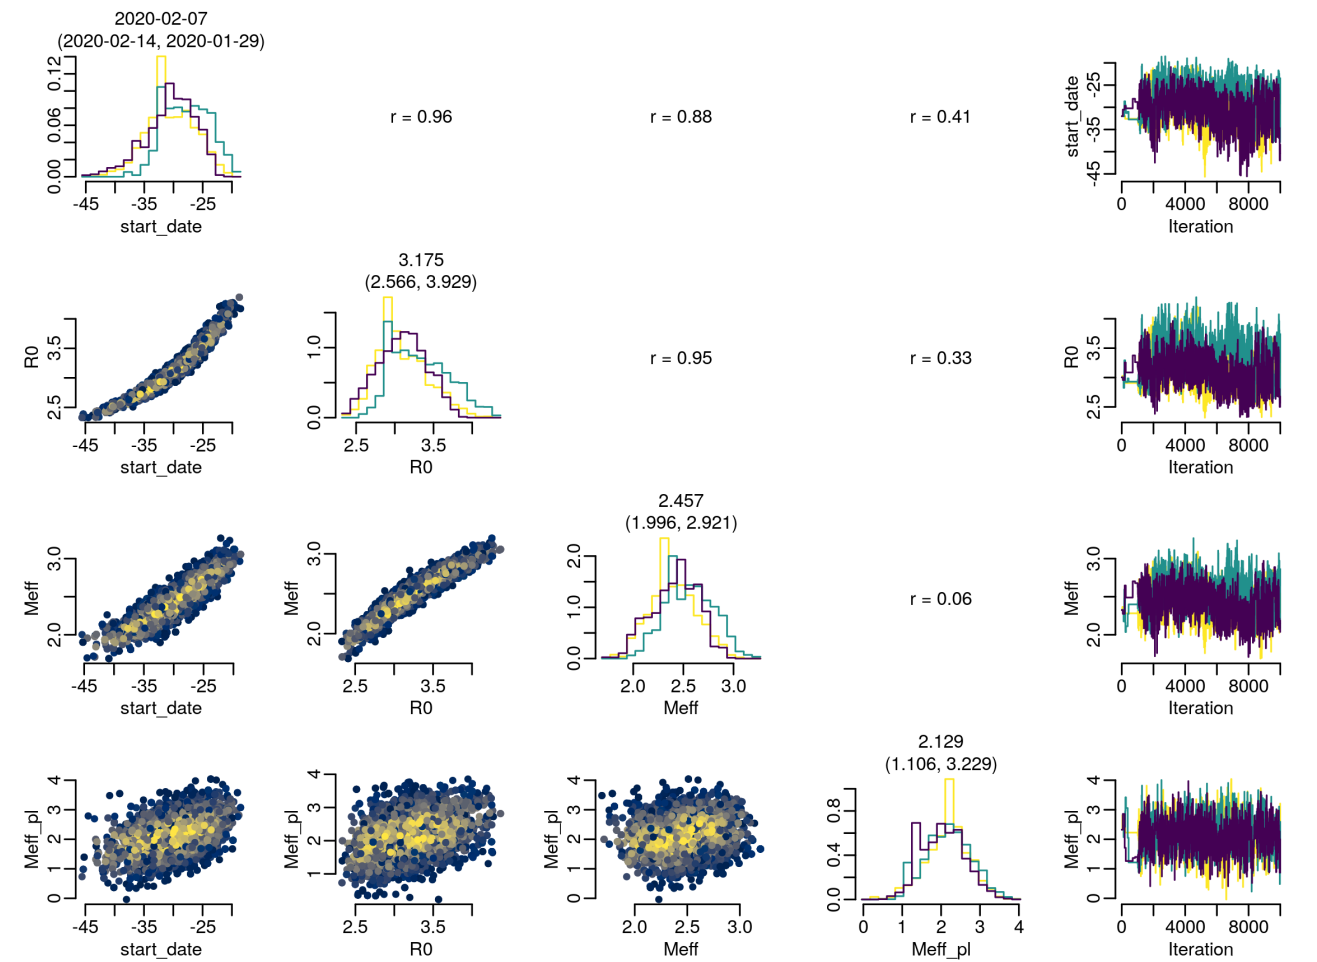 2020-02-07
(2020-02-14, 2020-01-29)
0.00 0.06 0.12
-45 -35 -25
start_date
r = 0.96
r = 0.88
r = 0.41
start_date
-45 -35 -25
0 4000 8000
Iteration
R0
2.5 3.5
-45 -35 -25
start_date
3.175
(2.566, 3.929)
0.0 1.0
2.5 3.5
R0
r = 0.95
r = 0.33
R0
2.5 3.5
0 4000 8000
Iteration
Meff
2.0 3.0
-45 -35 -25
start_date
Meff
2.0 3.0
2.5 3.5
R0
2.457
(1.996, 2.921)
0.0 1.0 2.0
2.0 2.5 3.0
Meff
r = 0.06
Meff
2.0 3.0
0 4000 8000
Iteration
Meff_pl
0 1 2 3 4
-45 -35 -25
start_date
Meff_pl
1 2 3 4
2.5 3.5
R0
Meff_pl
0 1 2 3 4
2.0 2.5 3.0
Meff
2.129
(1.106, 3.229)
0.0 0.4 0.8
0 1 2 3 4
Meff_pl
Meff_pl
0 1 2 3 4
0 4000 8000
Iteration